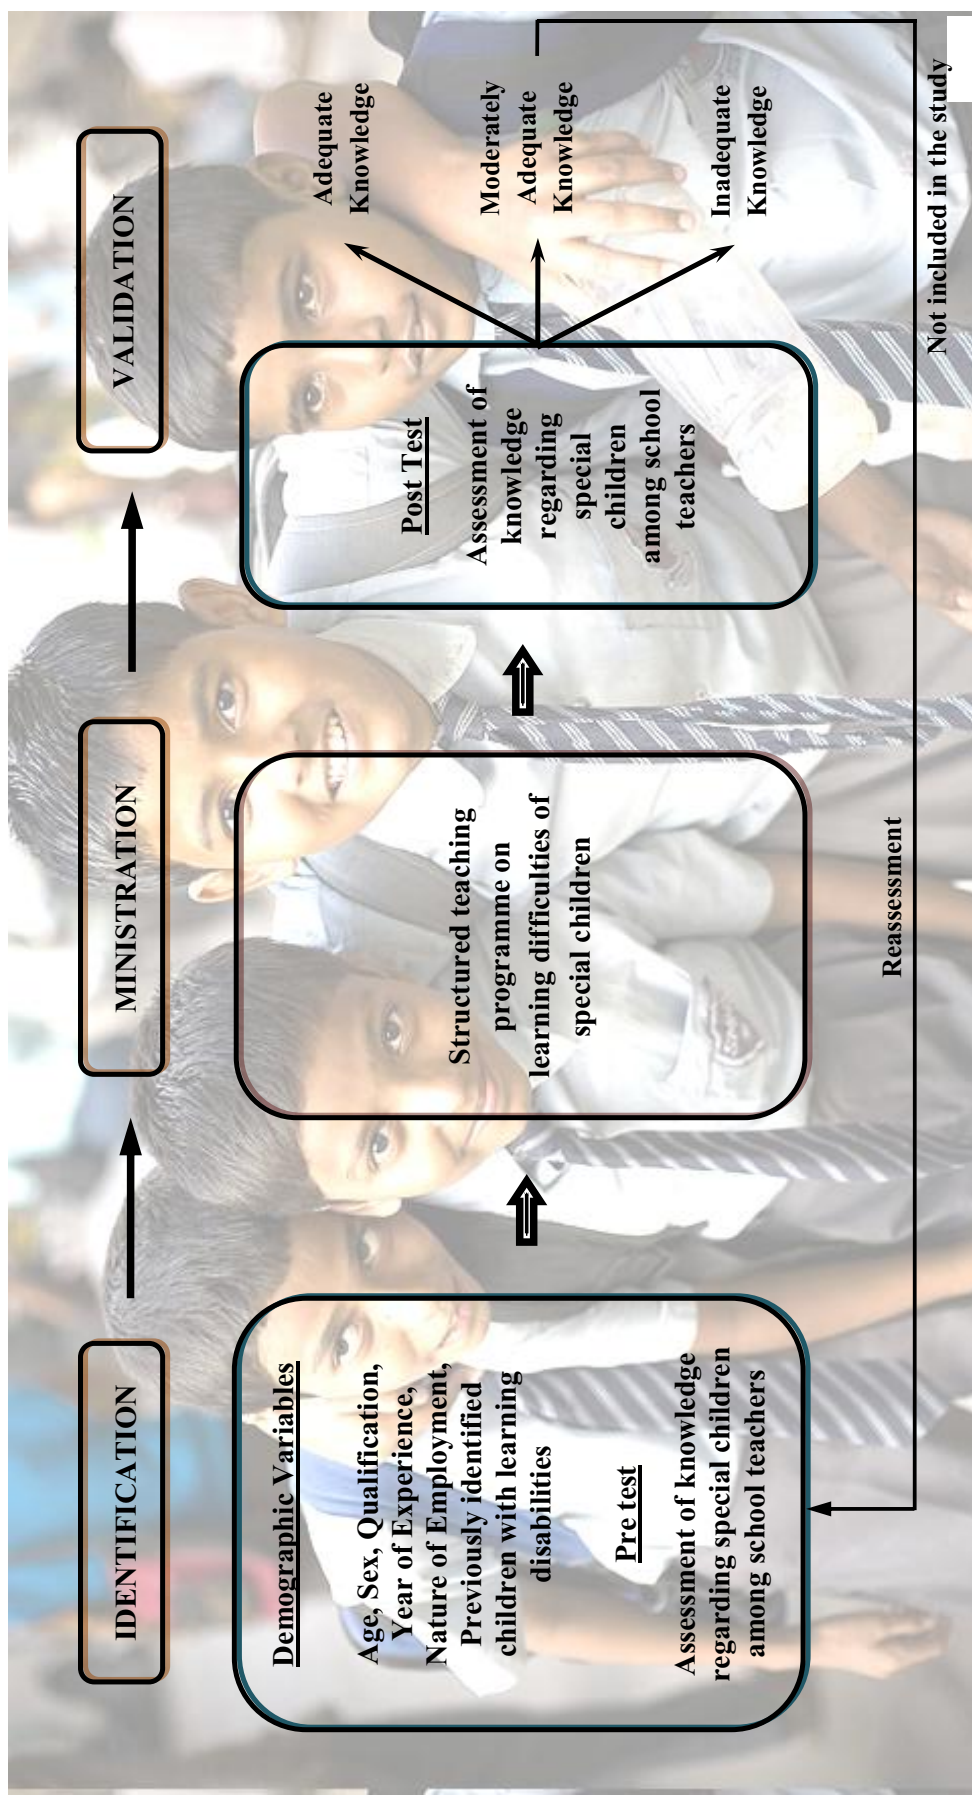 IDENTIFICATION
MINISTRATION
VALIDATION
Demographic Variables
Age, Sex, Qualification,
Year of Experience,
Nature of Employment,
Previously identified
children with learning
disabilities
Pre test
Assessment of knowledge
regarding special children
among school teachers
Structured teaching
programme on
learning difficulties of
special children
Post Test
Assessment of
knowledge
regarding
special
children
among school
teachers
Adequate
Knowledge
Moderately
Adequate
Knowledge
Inadequate
Knowledge
Reassessment
Not included in the study